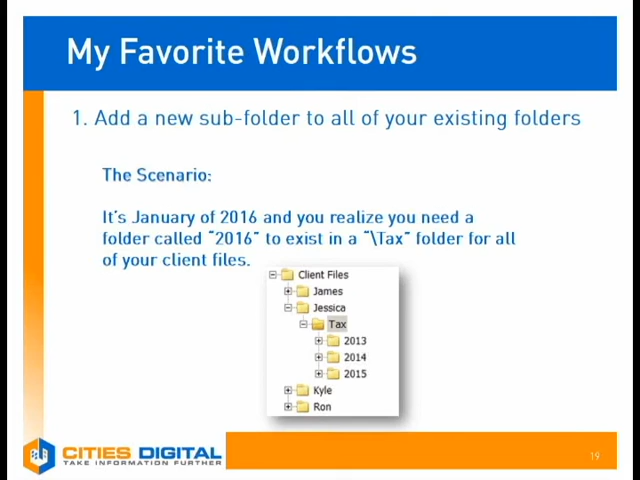 My Favorite Workflows
1. Add a new sub-folder to all of your existing folders
The Scenario:
It's January of 2016 and you realize you need a
folder called "2016" to exist in a "\Tax" folder for all
of your client files.
Client Files
James
Jessica
Tax
2013
2014
2015
Kyle
Ron
CITIES DIGITAL
TAKE INFORMATION FURTHER
19